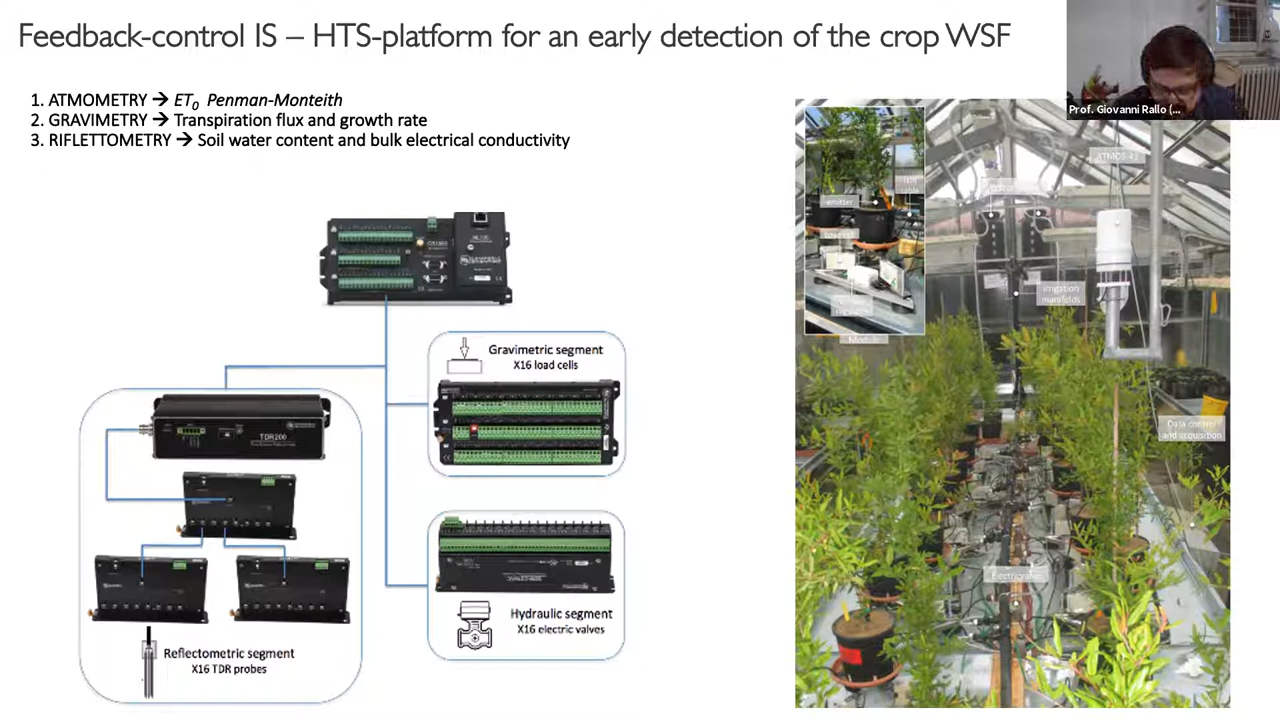 Feedback-control IS – HTS-platform for an early detection of the crop WSF
Prof. Giovanni Rallo (...
1. ATMOMETRY → ET0 Penman-Monteith
2. GRAVIMETRY → Transpiration flux and growth rate
3. RIFLETTOMETRY → Soil water content and bulk electrical conductivity
ATMOS 41
emitter
irrigation
manifolds
Gravimetric segment
X16 load cells
TDR200
Data control
and acquisition
Hydraulic segment
X16 electric valves
Reflectometric segment
X16 TDR probes